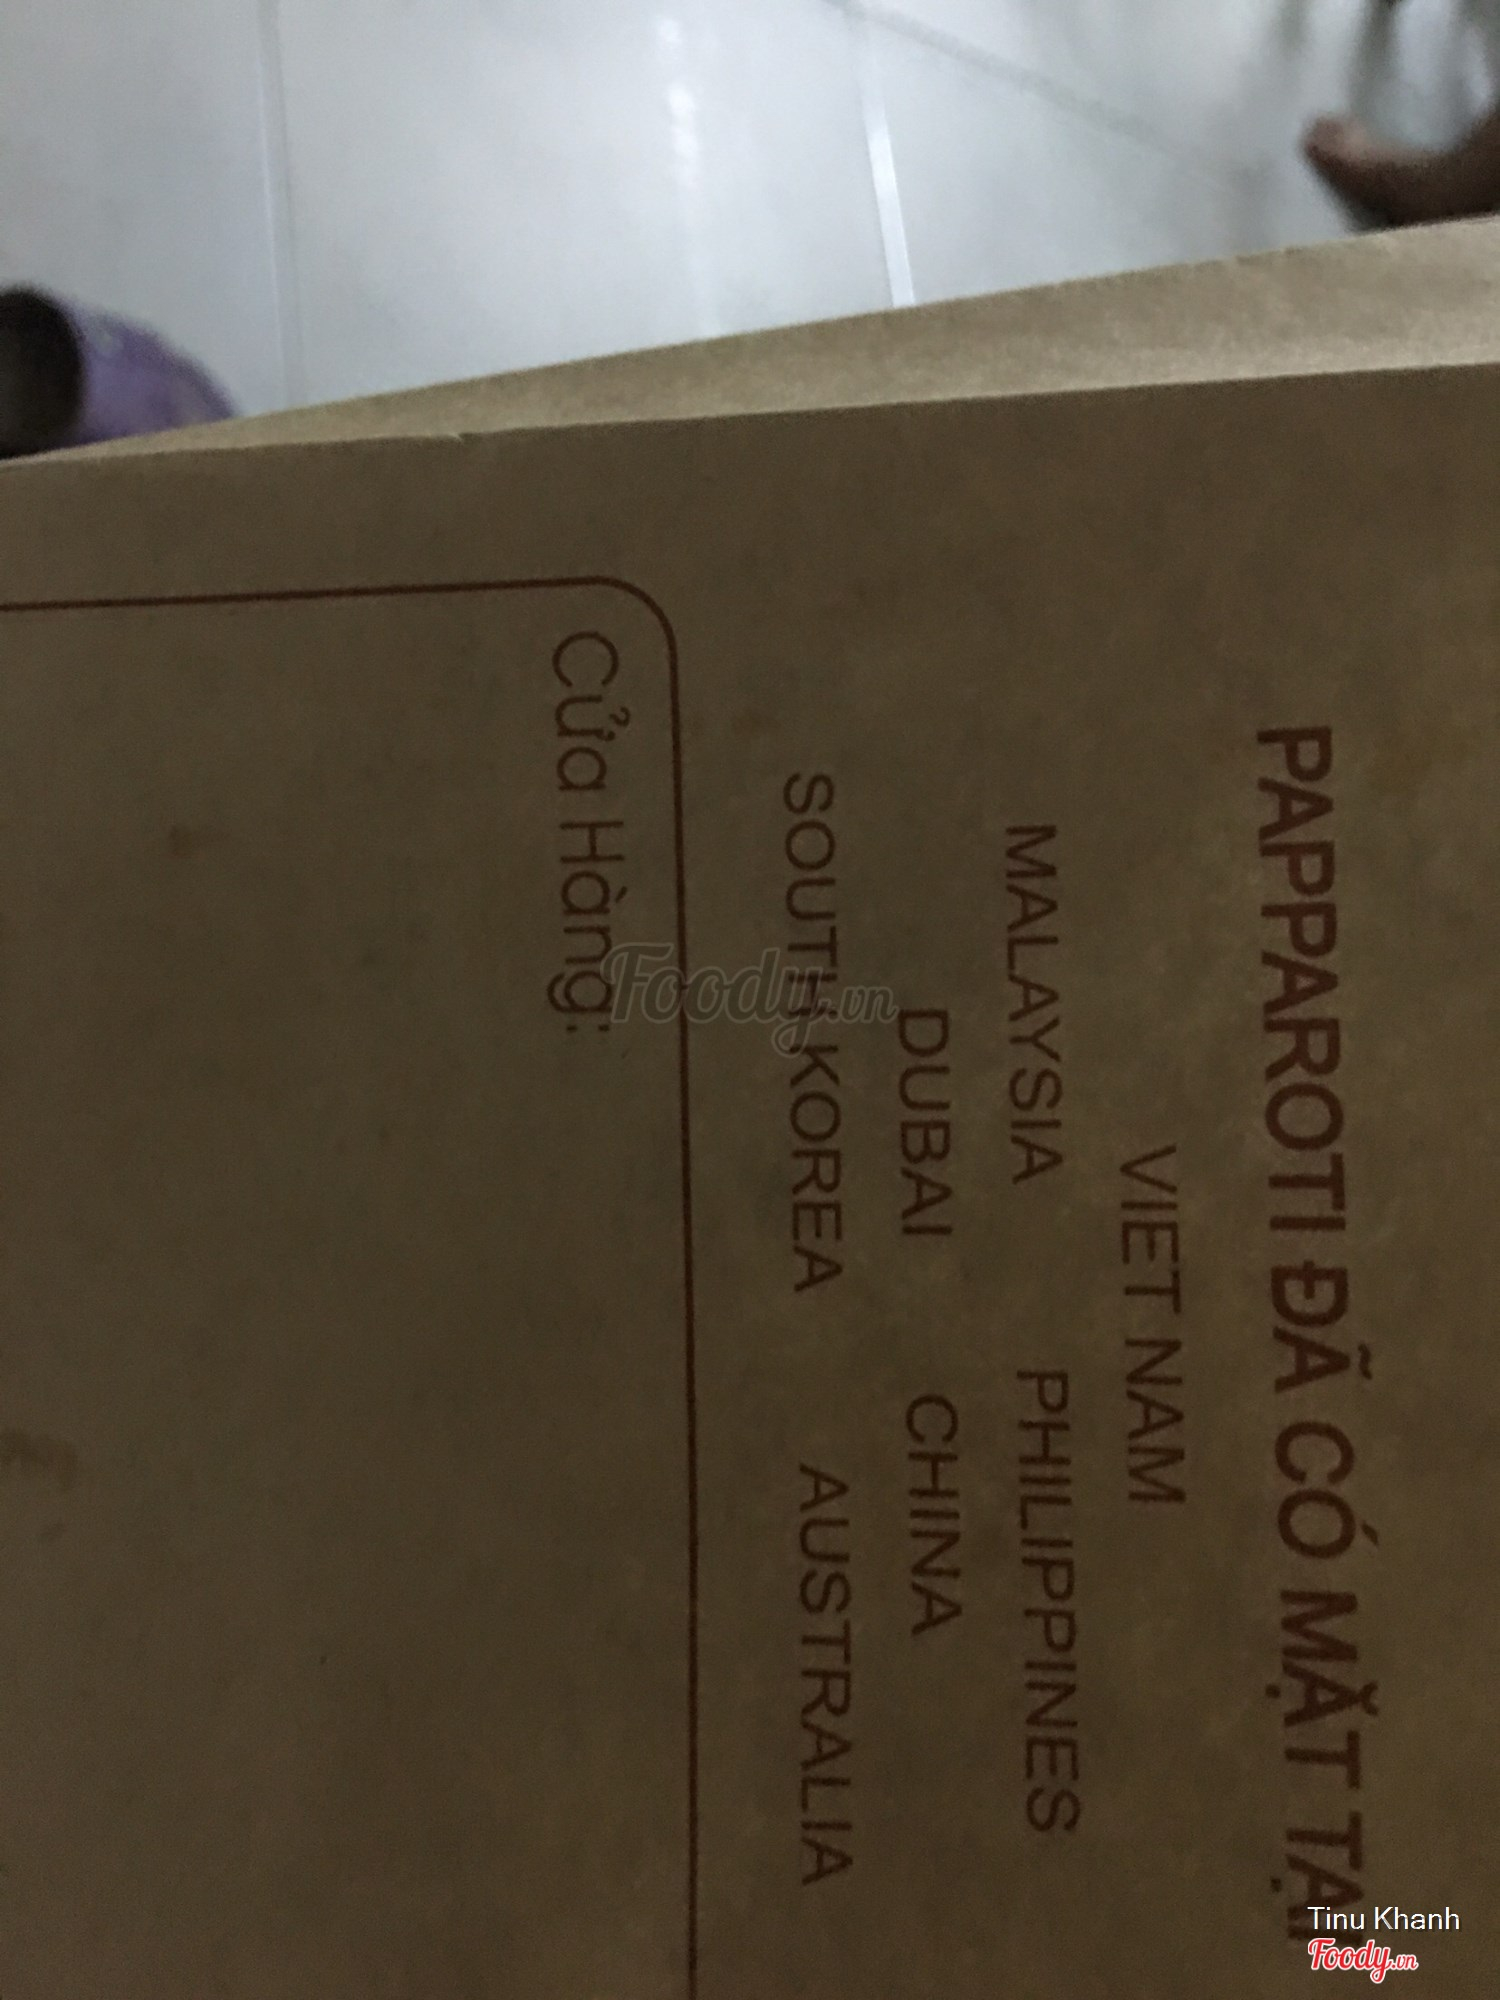 PAPPAROTI ĐÃ CÓ MẶT TẠI
VIET NAM
MALAYSIA PHILIPPINES
DUBAI CHINA
SOUTH KOREA AUSTRALIA
Cửa Hàng:
Foody.vn
Tinu Khanh
Foody.vn